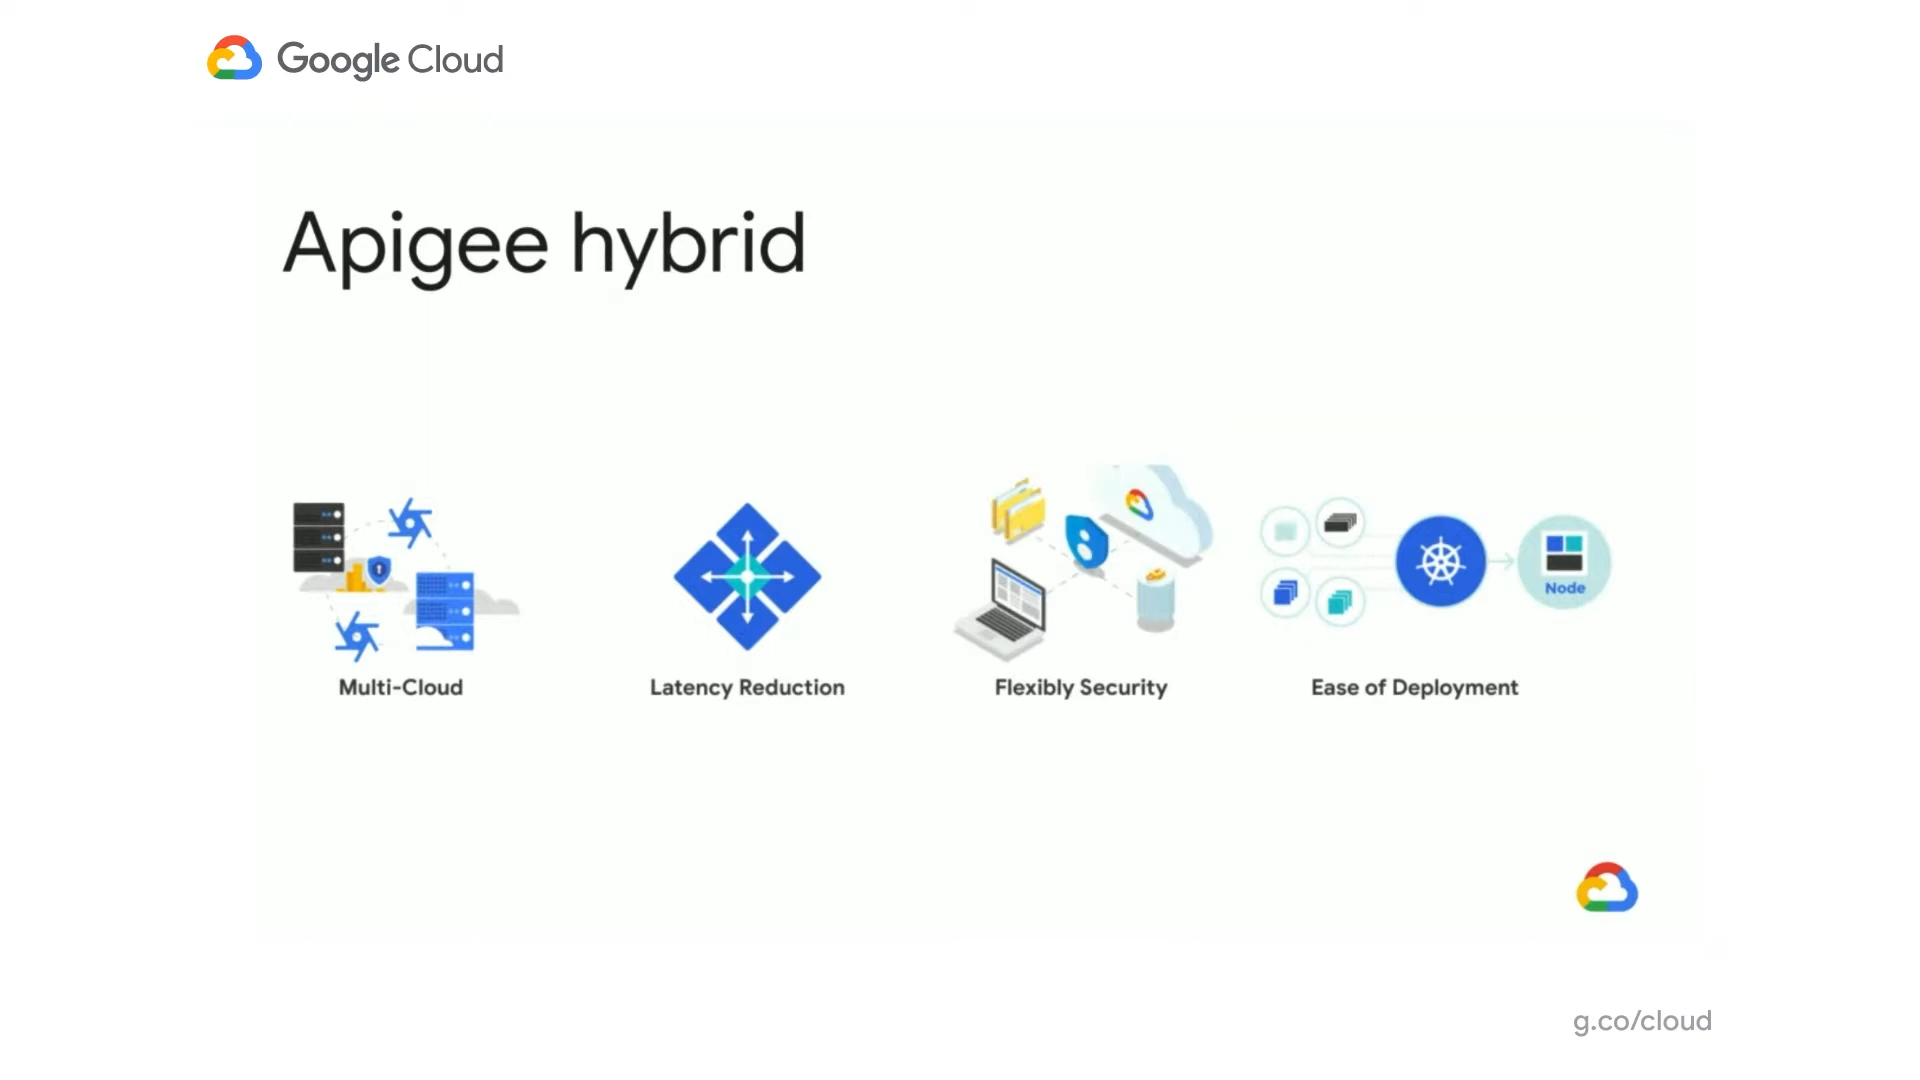 Google Cloud
Apigee hybrid
Node
Multi-Cloud
Latency Reduction
Flexibly Security
Ease of Deployment
g.co/cloud